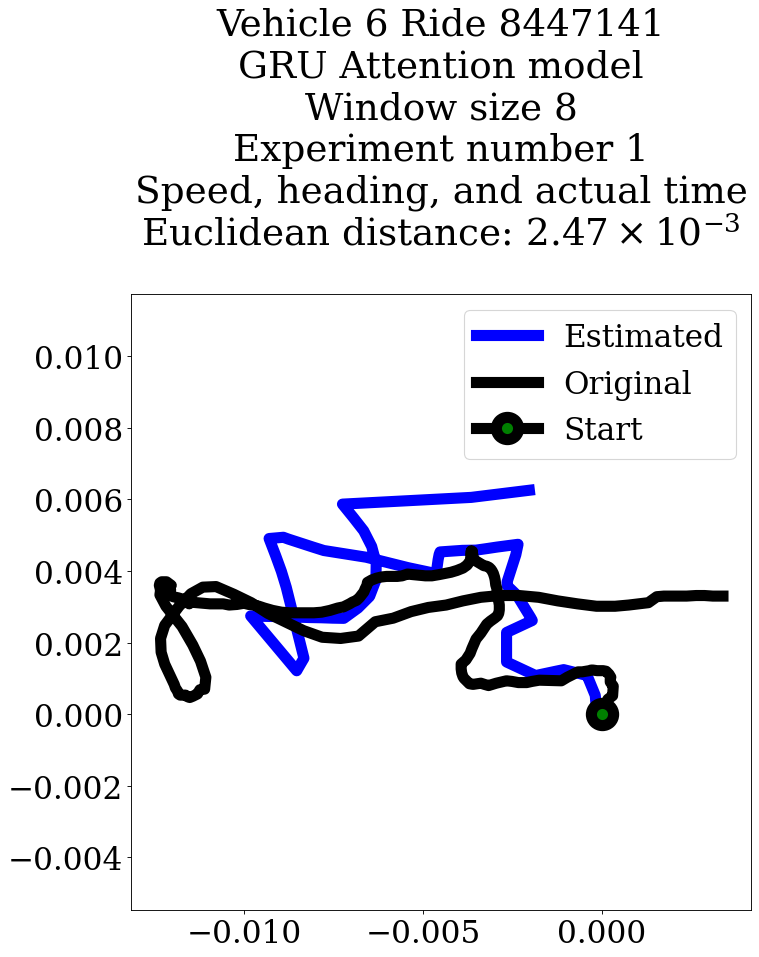 Vehicle 6 Ride 8447141
GRU Attention model
Window size 8
Experiment number 1
Speed, heading, and actual time
Euclidean distance: 2.47 × 10⁻³
Estimated
Original
Start
0.010
0.008
0.006
0.004
0.002
0.000
−0.002
−0.004
−0.010 −0.005 0.000